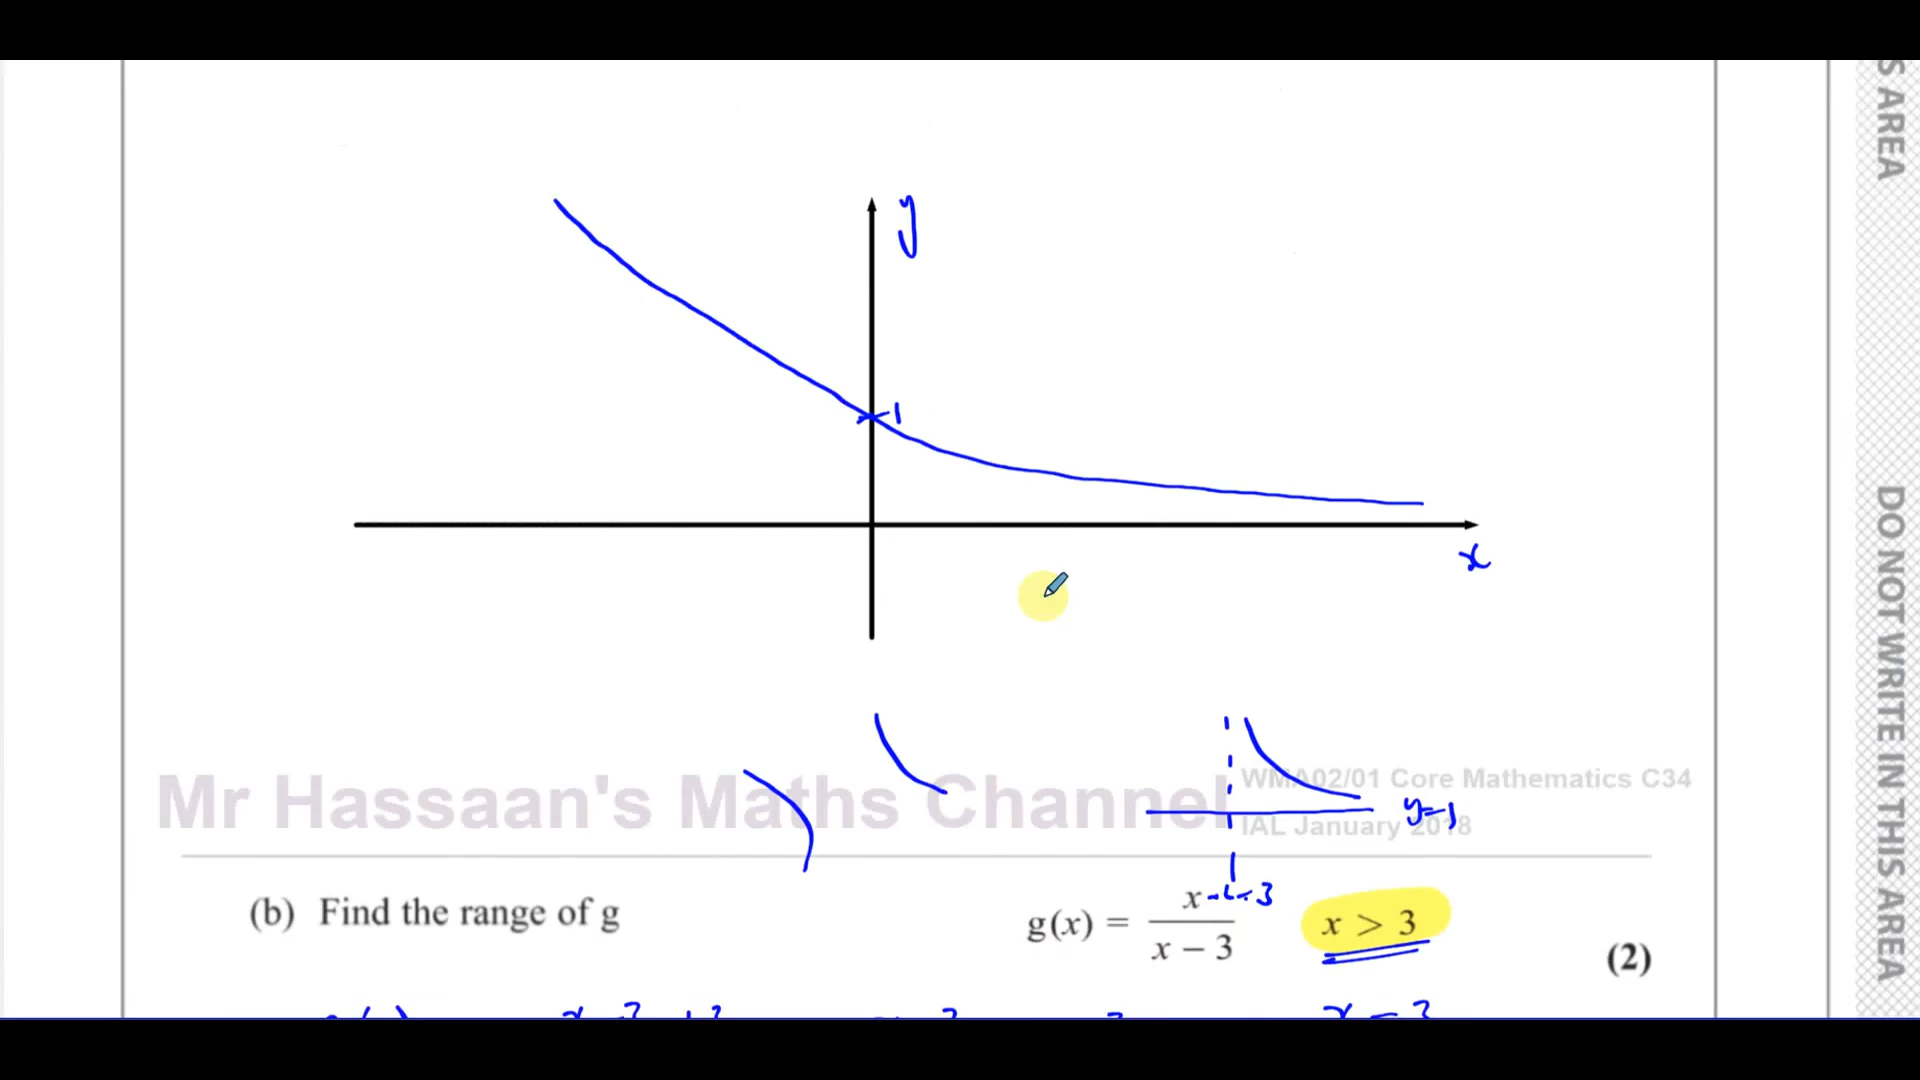 y
1
x
Mr Hassaan's Maths Channel
WMA02/01 Core Mathematics C34
IAL January 2018
y=1
x=3
(b) Find the range of g
g(x) = x / x − 3
x > 3
(2)
S AREA
DO NOT WRITE IN THIS AREA